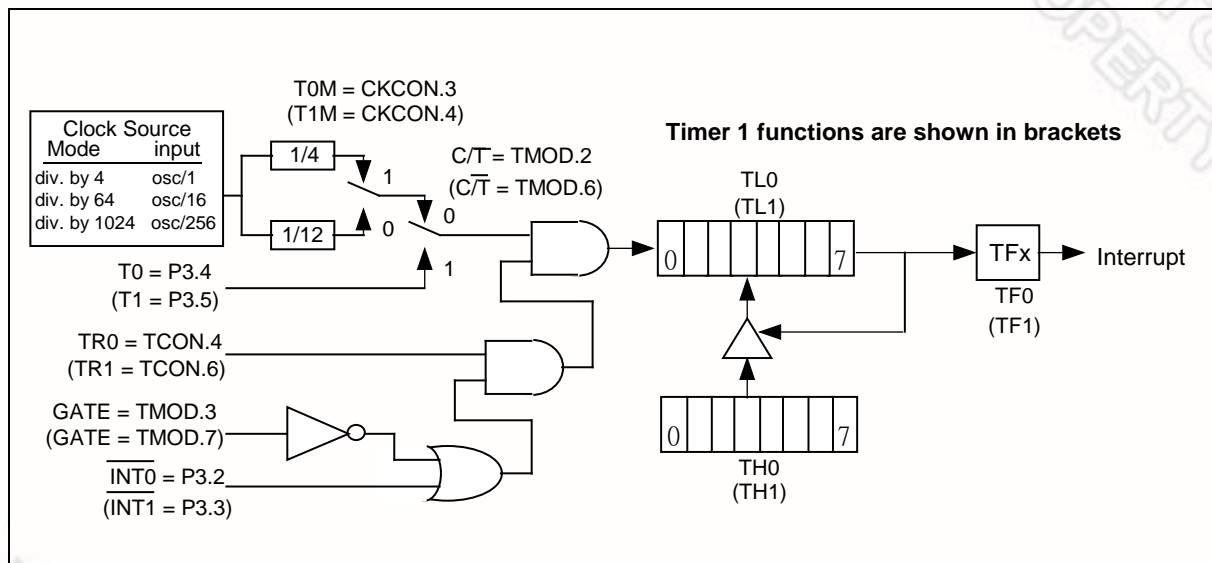 T0M = CKCON.3
(T1M = CKCON.4)
Clock Source
Mode input
div. by 4 osc/1
div. by 64 osc/16
div. by 1024 osc/256
1/4
1/12
1
0
C/T̅ = TMOD.2
(C/T̅ = TMOD.6)
0
1
T0 = P3.4
(T1 = P3.5)
TR0 = TCON.4
(TR1 = TCON.6)
GATE = TMOD.3
(GATE = TMOD.7)
I̅N̅T̅0̅ = P3.2
(I̅N̅T̅1̅ = P3.3)
Timer 1 functions are shown in brackets
TL0
(TL1)
0 7
TFx
Interrupt
TF0
(TF1)
0 7
TH0
(TH1)